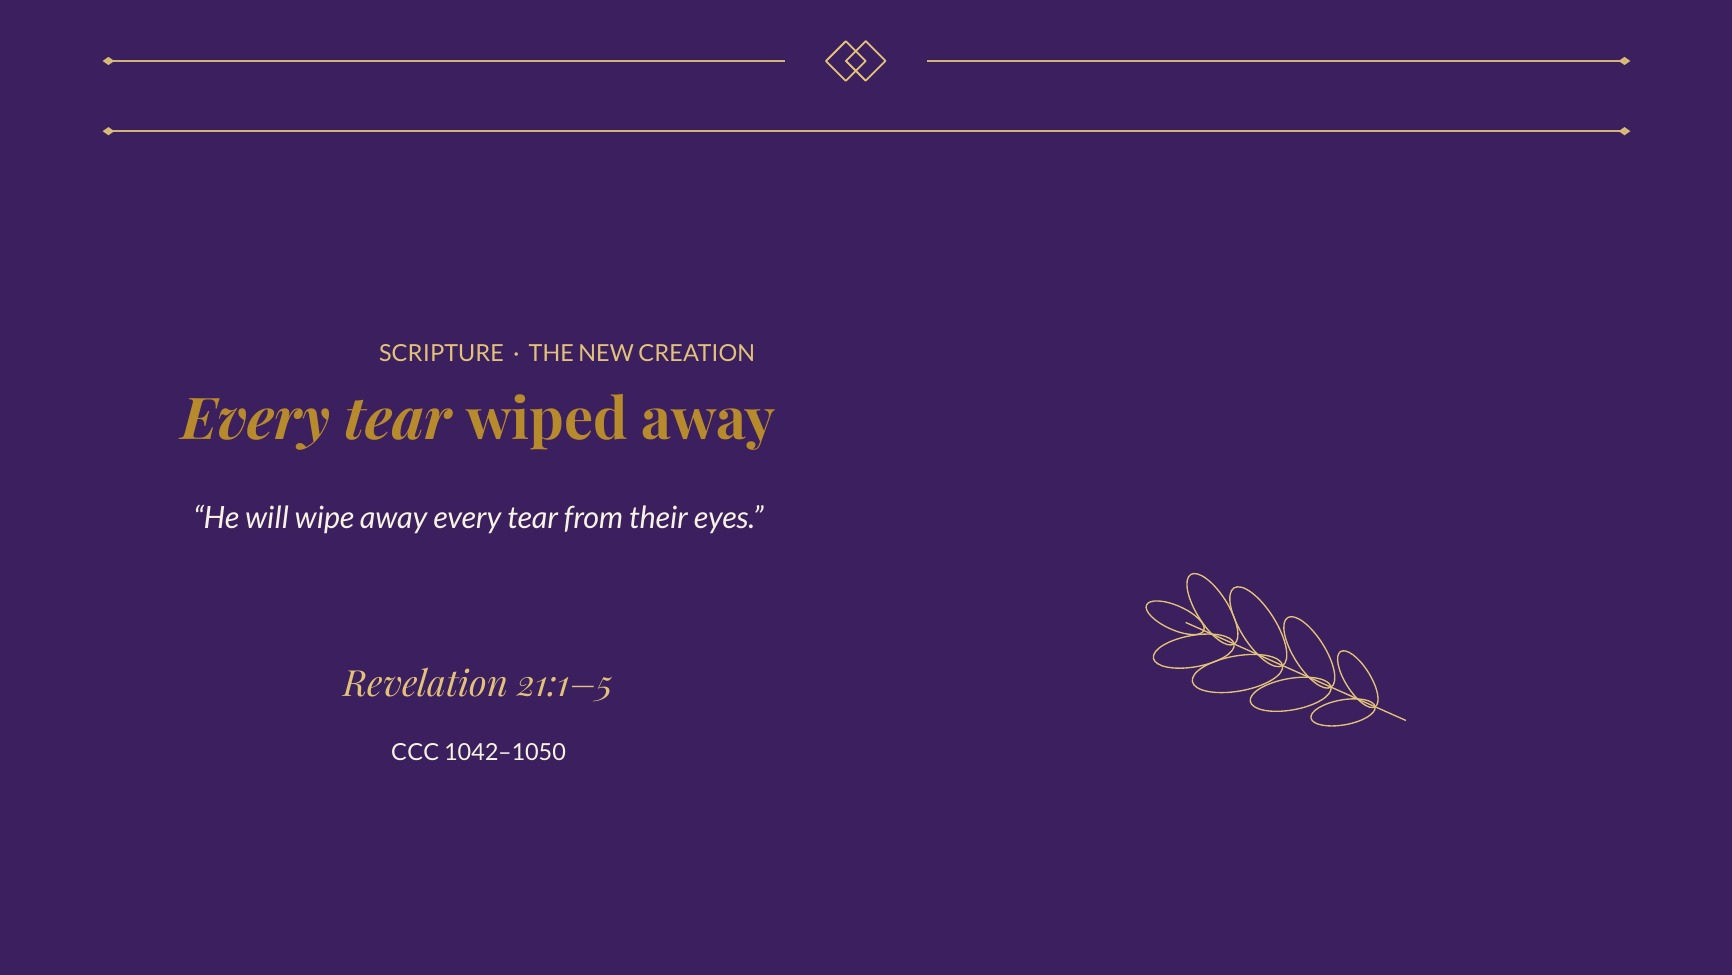 SCRIPTURE · THE NEW CREATION
Every tear wiped away
“He will wipe away every tear from their eyes.”
Revelation 21:1—5
CCC 1042–1050